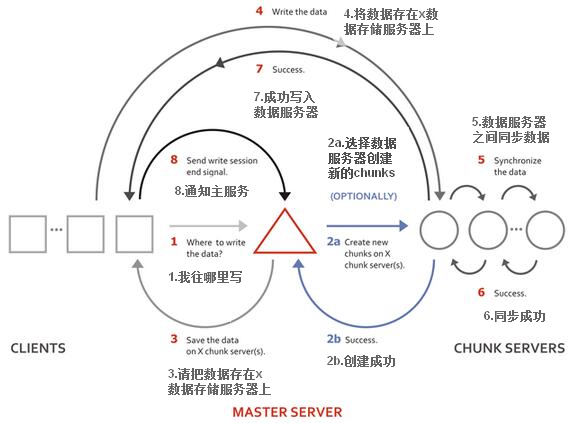 4 Write the data
4.将数据存在x数
据存储服务器上
7 Success.
7.成功写入
数据服务器
8 Send write session
end signal.
8.通知主服务
2a.选择数据
服务器创建
新的chunks
(OPTIONALLY)
5.数据服务器
之间同步数据
5 Synchronize
the data
...
...
1 Where to write
the data?
1.我往哪里写
2a Create new
chunks on X
chunk server(s).
6 Success.
6.同步成功
3 Save the data
on X chunk server(s).
3.请把数据存在x
数据存储服务器上
2b Success.
2b.创建成功
CLIENTS
CHUNK SERVERS
MASTER SERVER